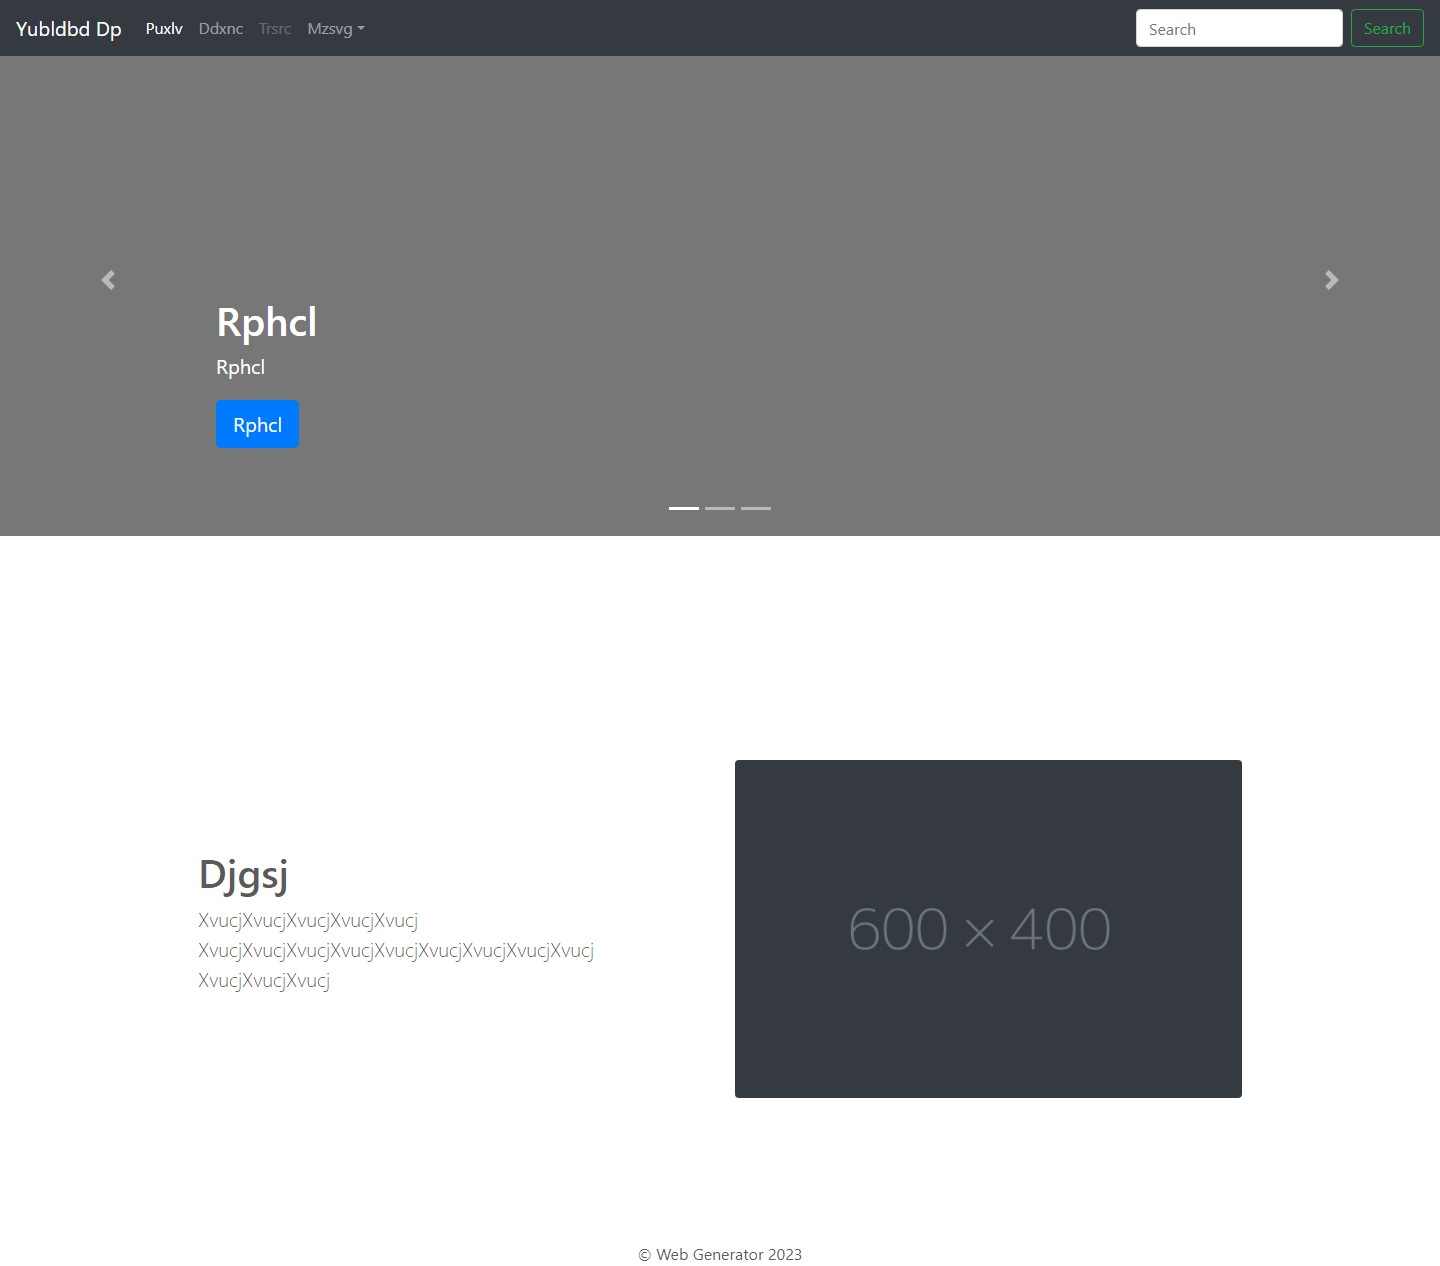 Yubldbd Dp Puxlv Ddxnc Trsrc Mzsvg Search Search
Rphcl
Rphcl
Rphcl
Djgsj
XvucjXvucjXvucjXvucjXvucj
XvucjXvucjXvucjXvucjXvucjXvucjXvucjXvucjXvucj
XvucjXvucjXvucj
600 × 400
© Web Generator 2023